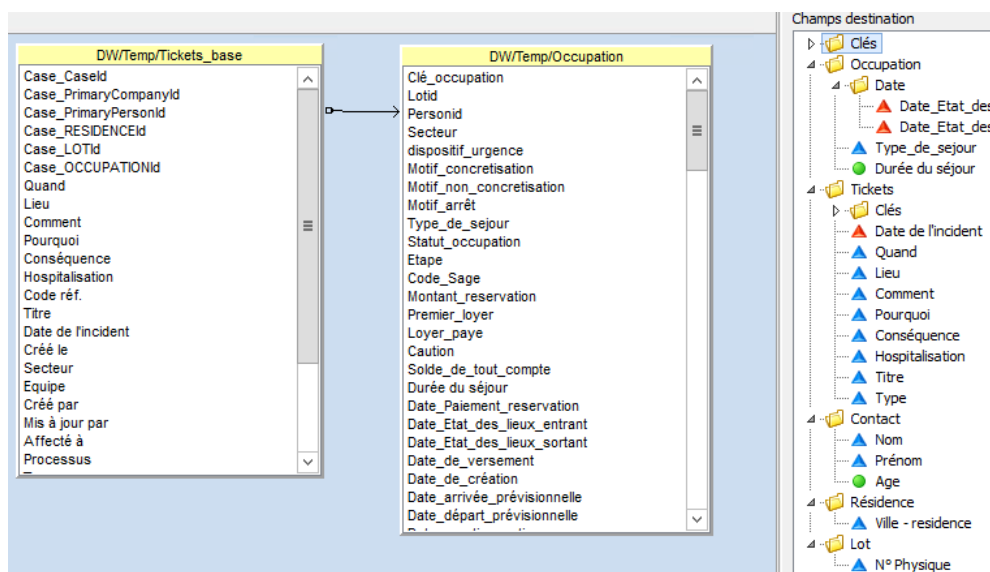 Champs destination
DW/Temp/Tickets_base
Case_CaseId
Case_PrimaryCompanyId
Case_PrimaryPersonId
Case_RESIDENCEId
Case_LOTId
Case_OCCUPATIONId
Quand
Lieu
Comment
Pourquoi
Conséquence
Hospitalisation
Code réf.
Titre
Date de l'incident
Créé le
Secteur
Equipe
Créé par
Mis à jour par
Affecté à
Processus
DW/Temp/Occupation
Clé_occupation
Lotid
Personid
Secteur
dispositif_urgence
Motif_concretisation
Motif_non_concretisation
Motif_arrêt
Type_de_sejour
Statut_occupation
Etape
Code_Sage
Montant_reservation
Premier_loyer
Loyer_paye
Caution
Solde_de_tout_compte
Durée du séjour
Date_Paiement_reservation
Date_Etat_des_lieux_entrant
Date_Etat_des_lieux_sortant
Date_de_versement
Date_de_création
Date_arrivée_prévisionnelle
Date_départ_prévisionnelle
Clés
Occupation
Date
Date_Etat_des
Date_Etat_des
Type_de_sejour
Durée du séjour
Tickets
Clés
Date de l'incident
Quand
Lieu
Comment
Pourquoi
Conséquence
Hospitalisation
Titre
Type
Contact
Nom
Prénom
Age
Résidence
Ville - residence
Lot
N° Physique